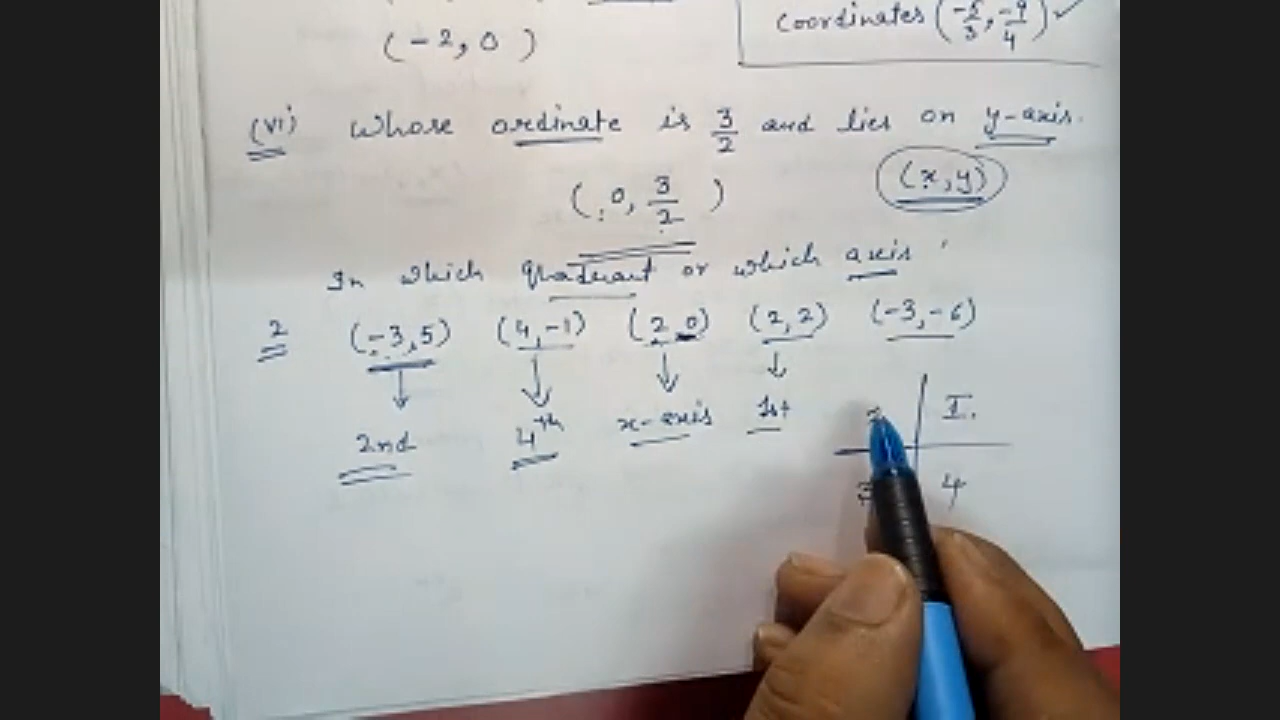 coordinates (-5/3, -9/4) ✓
(-2, 0)
(vi) whose ordinate is 3/2 and lies on y-axis.
(x, y)
(0, 3/2)
In which quadrant or which axis
2 (-3, 5) (4, -1) (2, 0) (2, 2) (-3, -6)
↓ ↓ ↓ ↓
2nd 4th x-axis 1st
I.
3 4